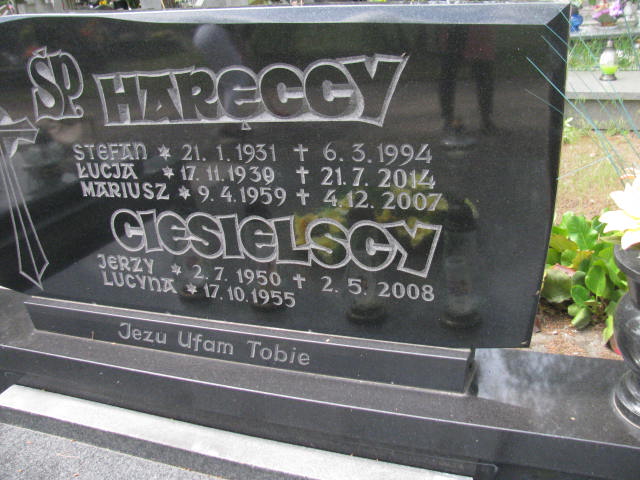 ŚP. HARĘCCY
STEFAN * 21. 1. 1931 † 6. 3. 1994
ŁUCJA * 17. 11. 1939 † 21. 7. 2014
MARIUSZ * 9. 4. 1959 † 4. 12. 2007
CIESIELSCY
JERZY * 2. 7. 1950 † 2. 5. 2008
LUCYNA * 17. 10. 1955
Jezu Ufam Tobie